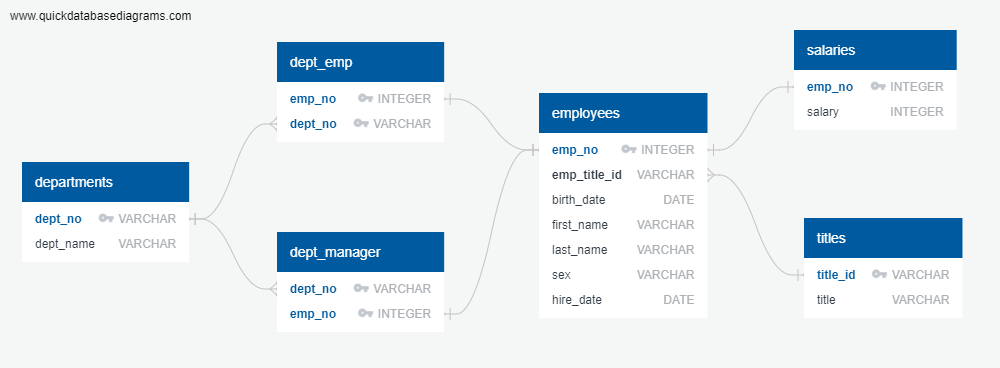 www.quickdatabasediagrams.com
departments
dept_no VARCHAR
dept_name VARCHAR
dept_emp
emp_no INTEGER
dept_no VARCHAR
dept_manager
dept_no VARCHAR
emp_no INTEGER
employees
emp_no INTEGER
emp_title_id VARCHAR
birth_date DATE
first_name VARCHAR
last_name VARCHAR
sex VARCHAR
hire_date DATE
salaries
emp_no INTEGER
salary INTEGER
titles
title_id VARCHAR
title VARCHAR